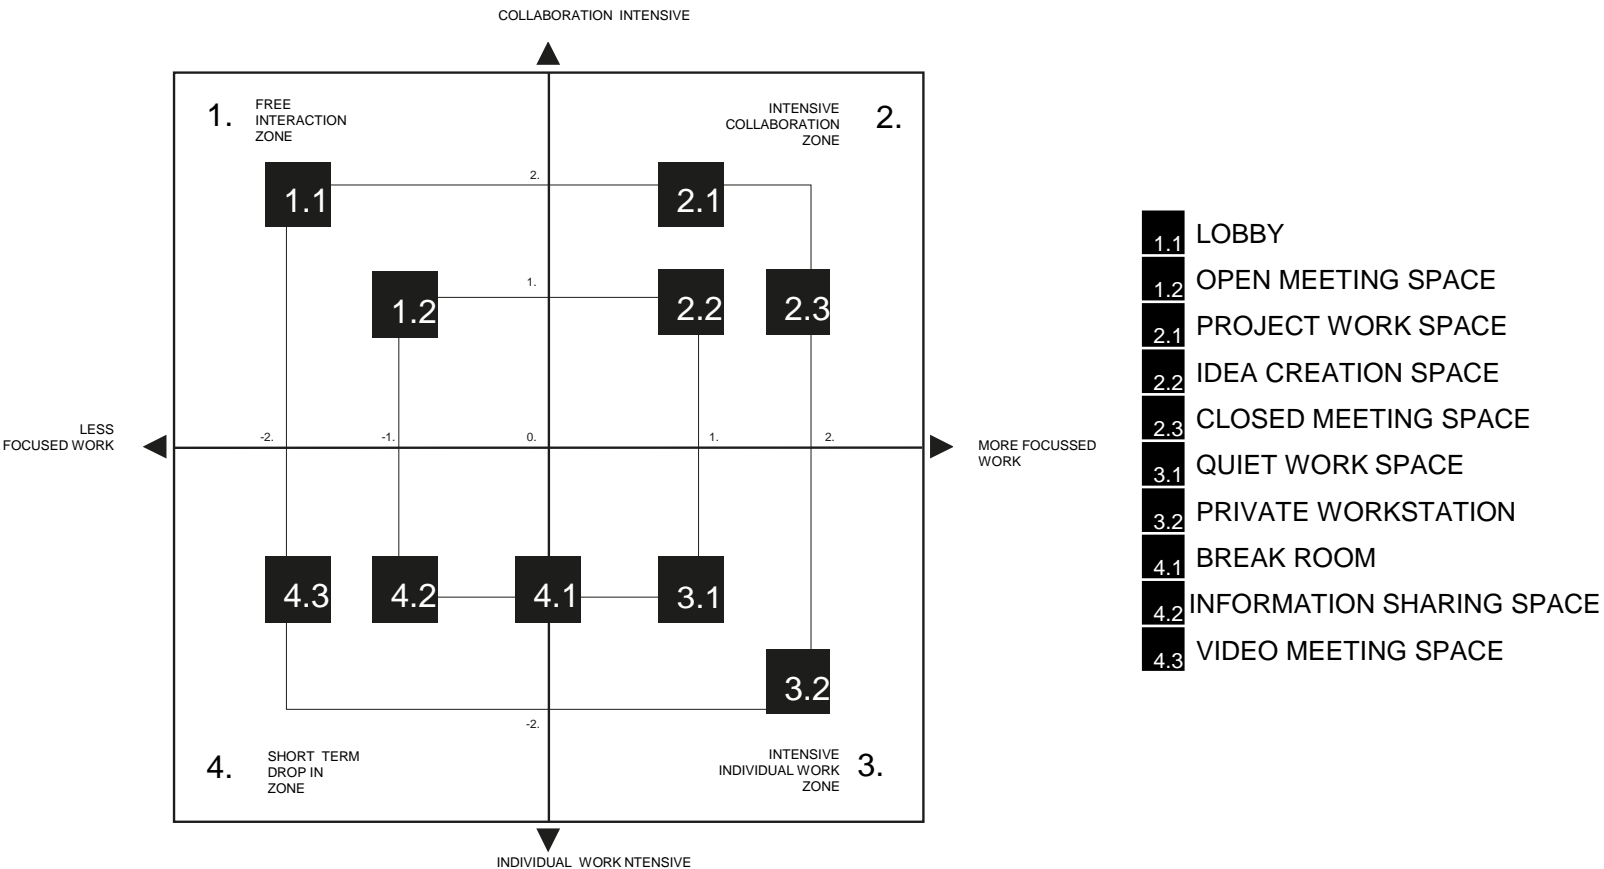 COLLABORATION INTENSIVE
1.
FREE
INTERACTION
ZONE
INTENSIVE
COLLABORATION
ZONE
2.
1.1
2.
2.1
1.2
1.
2.2
2.3
LESS
FOCUSED WORK
-2.
-1.
0.
1.
2.
MORE FOCUSSED
WORK
4.3
4.2
4.1
3.1
3.2
-2.
4.
SHORT TERM
DROP IN
ZONE
INTENSIVE
INDIVIDUAL WORK
ZONE
3.
INDIVIDUAL WORK NTENSIVE
1.1 LOBBY
1.2 OPEN MEETING SPACE
2.1 PROJECT WORK SPACE
2.2 IDEA CREATION SPACE
2.3 CLOSED MEETING SPACE
3.1 QUIET WORK SPACE
3.2 PRIVATE WORKSTATION
4.1 BREAK ROOM
4.2 INFORMATION SHARING SPACE
4.3 VIDEO MEETING SPACE